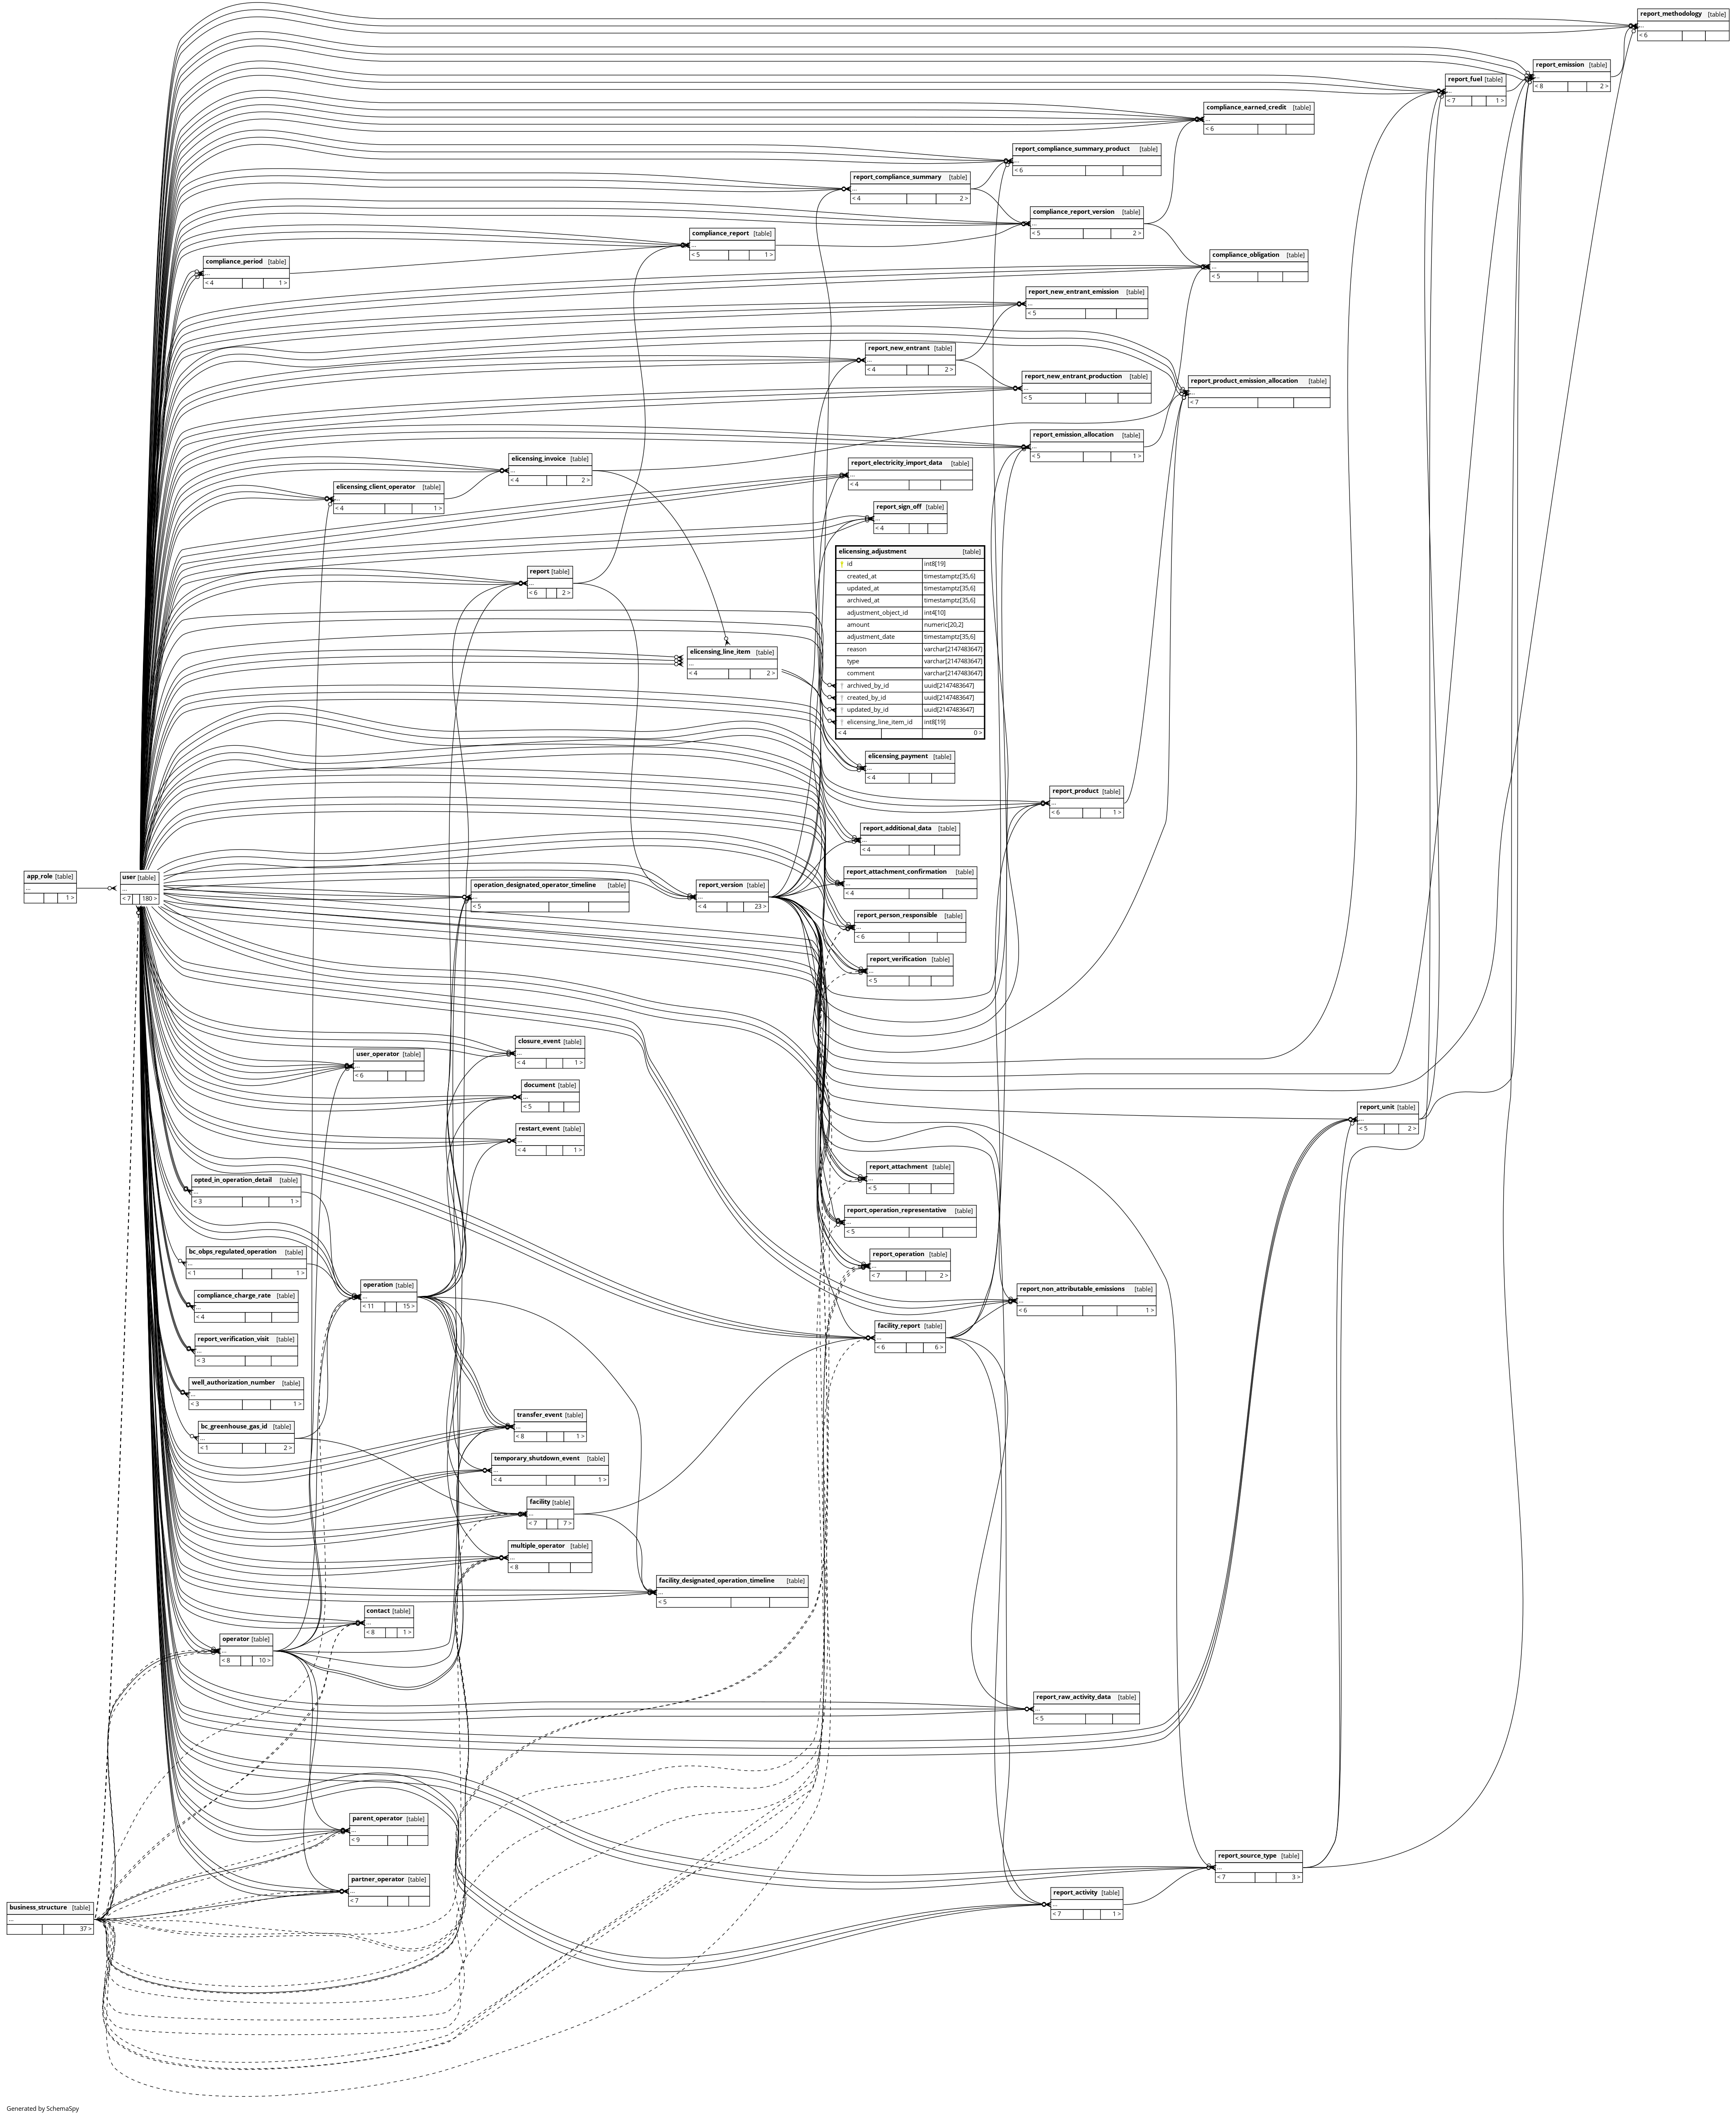 report_methodology [table]
...
< 6
report_emission [table]
...
< 8 2 >
report_fuel [table]
...
< 7 1 >
compliance_earned_credit [table]
...
< 6
report_compliance_summary_product [table]
...
< 6
report_compliance_summary [table]
...
< 4 2 >
compliance_report_version [table]
...
< 5 2 >
compliance_report [table]
...
< 5 1 >
compliance_obligation [table]
...
< 5
compliance_period [table]
...
< 4 1 >
report_new_entrant_emission [table]
...
< 5
report_new_entrant [table]
...
< 4 2 >
report_new_entrant_production [table]
...
< 5
report_product_emission_allocation [table]
...
< 7
report_emission_allocation [table]
...
< 5 1 >
elicensing_invoice [table]
...
< 4 2 >
report_electricity_import_data [table]
...
< 4
elicensing_client_operator [table]
...
< 4 1 >
report_sign_off [table]
...
< 4
elicensing_adjustment [table]
id int8[19]
created_at timestamptz[35,6]
updated_at timestamptz[35,6]
archived_at timestamptz[35,6]
adjustment_object_id int4[10]
amount numeric[20,2]
adjustment_date timestamptz[35,6]
reason varchar[2147483647]
type varchar[2147483647]
comment varchar[2147483647]
archived_by_id uuid[2147483647]
created_by_id uuid[2147483647]
updated_by_id uuid[2147483647]
elicensing_line_item_id int8[19]
< 4 0 >
report [table]
...
< 6 2 >
elicensing_line_item [table]
...
< 4 2 >
elicensing_payment [table]
...
< 4
report_product [table]
...
< 6 1 >
report_additional_data [table]
...
< 4
report_attachment_confirmation [table]
...
< 4
app_role [table]
...
1 >
user [table]
...
< 7 180 >
operation_designated_operator_timeline [table]
...
< 5
report_version [table]
...
< 4 23 >
report_person_responsible [table]
...
< 6
report_verification [table]
...
< 5
closure_event [table]
...
< 4 1 >
user_operator [table]
...
< 6
document [table]
...
< 5
restart_event [table]
...
< 4 1 >
report_unit [table]
...
< 5 2 >
report_attachment [table]
...
< 5
opted_in_operation_detail [table]
...
< 3 1 >
report_operation_representative [table]
...
< 5
bc_obps_regulated_operation [table]
...
< 1 1 >
report_operation [table]
...
< 7 2 >
operation [table]
...
< 11 15 >
report_non_attributable_emissions [table]
...
< 6 1 >
compliance_charge_rate [table]
...
< 4
facility_report [table]
...
< 6 6 >
report_verification_visit [table]
...
< 3
well_authorization_number [table]
...
< 3 1 >
transfer_event [table]
...
< 8 1 >
bc_greenhouse_gas_id [table]
...
< 1 2 >
temporary_shutdown_event [table]
...
< 4 1 >
facility [table]
...
< 7 7 >
multiple_operator [table]
...
< 8
facility_designated_operation_timeline [table]
...
< 5
contact [table]
...
< 8 1 >
operator [table]
...
< 8 10 >
report_raw_activity_data [table]
...
< 5
parent_operator [table]
...
< 9
report_source_type [table]
...
< 7 3 >
partner_operator [table]
...
< 7
report_activity [table]
...
< 7 1 >
business_structure [table]
...
37 >
Generated by SchemaSpy